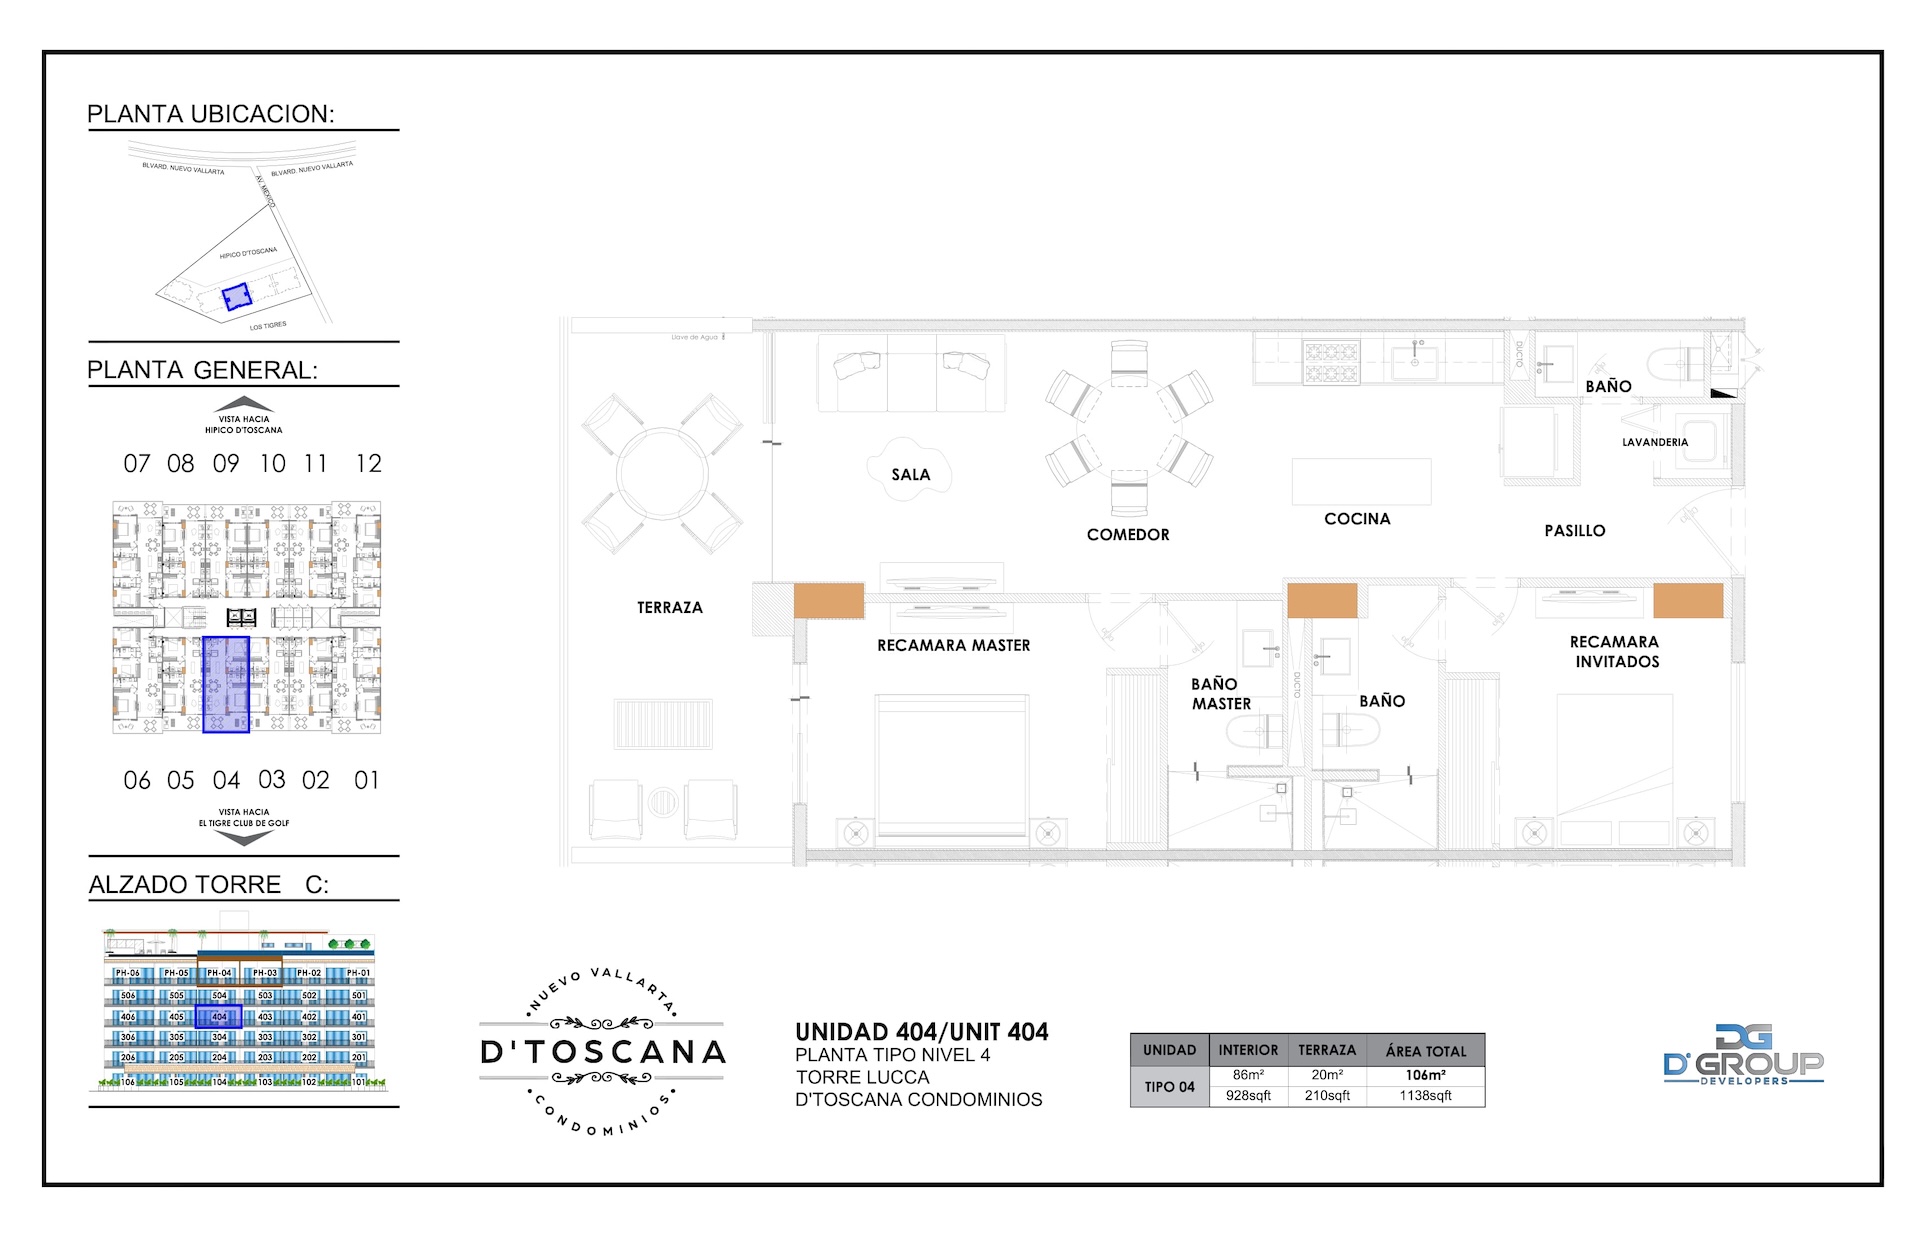 PLANTA UBICACION:
BLVARD. NUEVO VALLARTA
BLVARD. NUEVO VALLARTA
AV. MEXICO
HIPICO D'TOSCANA
LOS TIGRES
PLANTA GENERAL:
VISTA HACIA
HIPICO D'TOSCANA
07 08 09 10 11 12
06 05 04 03 02 01
VISTA HACIA
EL TIGRE CLUB DE GOLF
ALZADO TORRE C:
PH-06 PH-05 PH-04 PH-03 PH-02 PH-01
506 505 504 503 502 501
406 405 404 403 402 401
306 305 304 303 302 301
206 205 204 203 202 201
106 105 104 103 102 101
Llave de Agua
DUCTO
BAÑO
LAVANDERIA
SALA
COMEDOR
COCINA
PASILLO
TERRAZA
RECAMARA MASTER
BAÑO
MASTER
DUCTO
BAÑO
RECAMARA
INVITADOS
NUEVO VALLARTA
D'TOSCANA
CONDOMINIOS
UNIDAD 404/UNIT 404
PLANTA TIPO NIVEL 4
TORRE LUCCA
D'TOSCANA CONDOMINIOS
UNIDAD INTERIOR TERRAZA ÁREA TOTAL
TIPO 04 86m² 20m² 106m²
928sqft 210sqft 1138sqft
DG
D'GROUP
DEVELOPERS